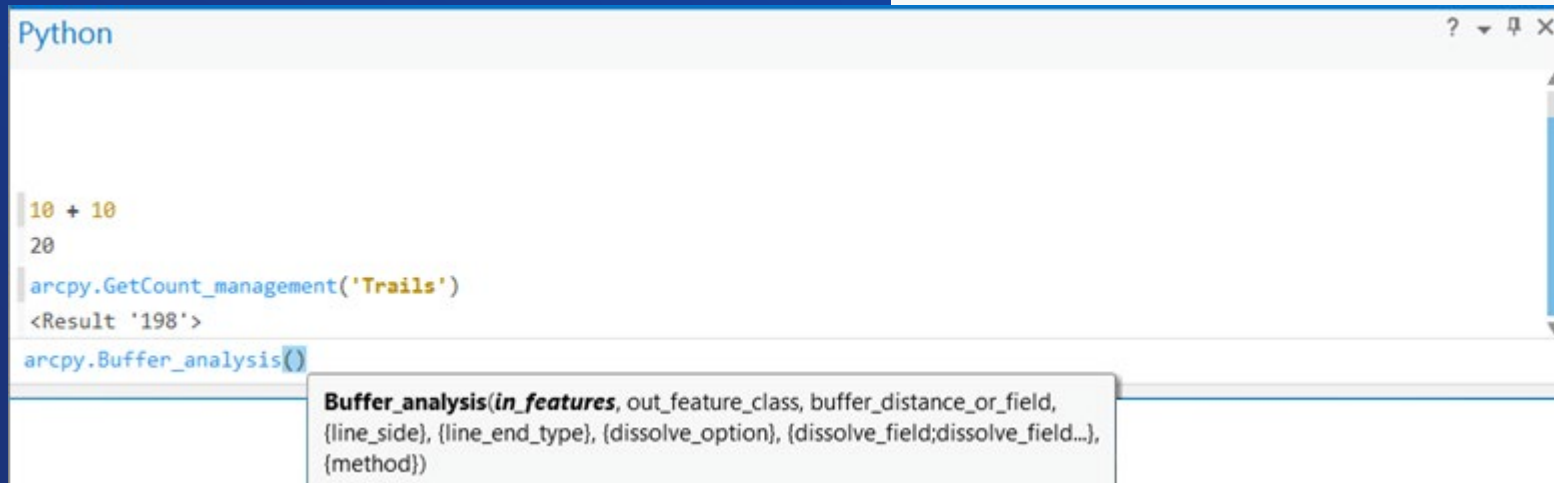 Python ?
10 + 10
20
arcpy.GetCount_management('Trails')
<Result '198'>
arcpy.Buffer_analysis()
Buffer_analysis(in_features, out_feature_class, buffer_distance_or_field,
{line_side}, {line_end_type}, {dissolve_option}, {dissolve_field;dissolve_field...},
{method})